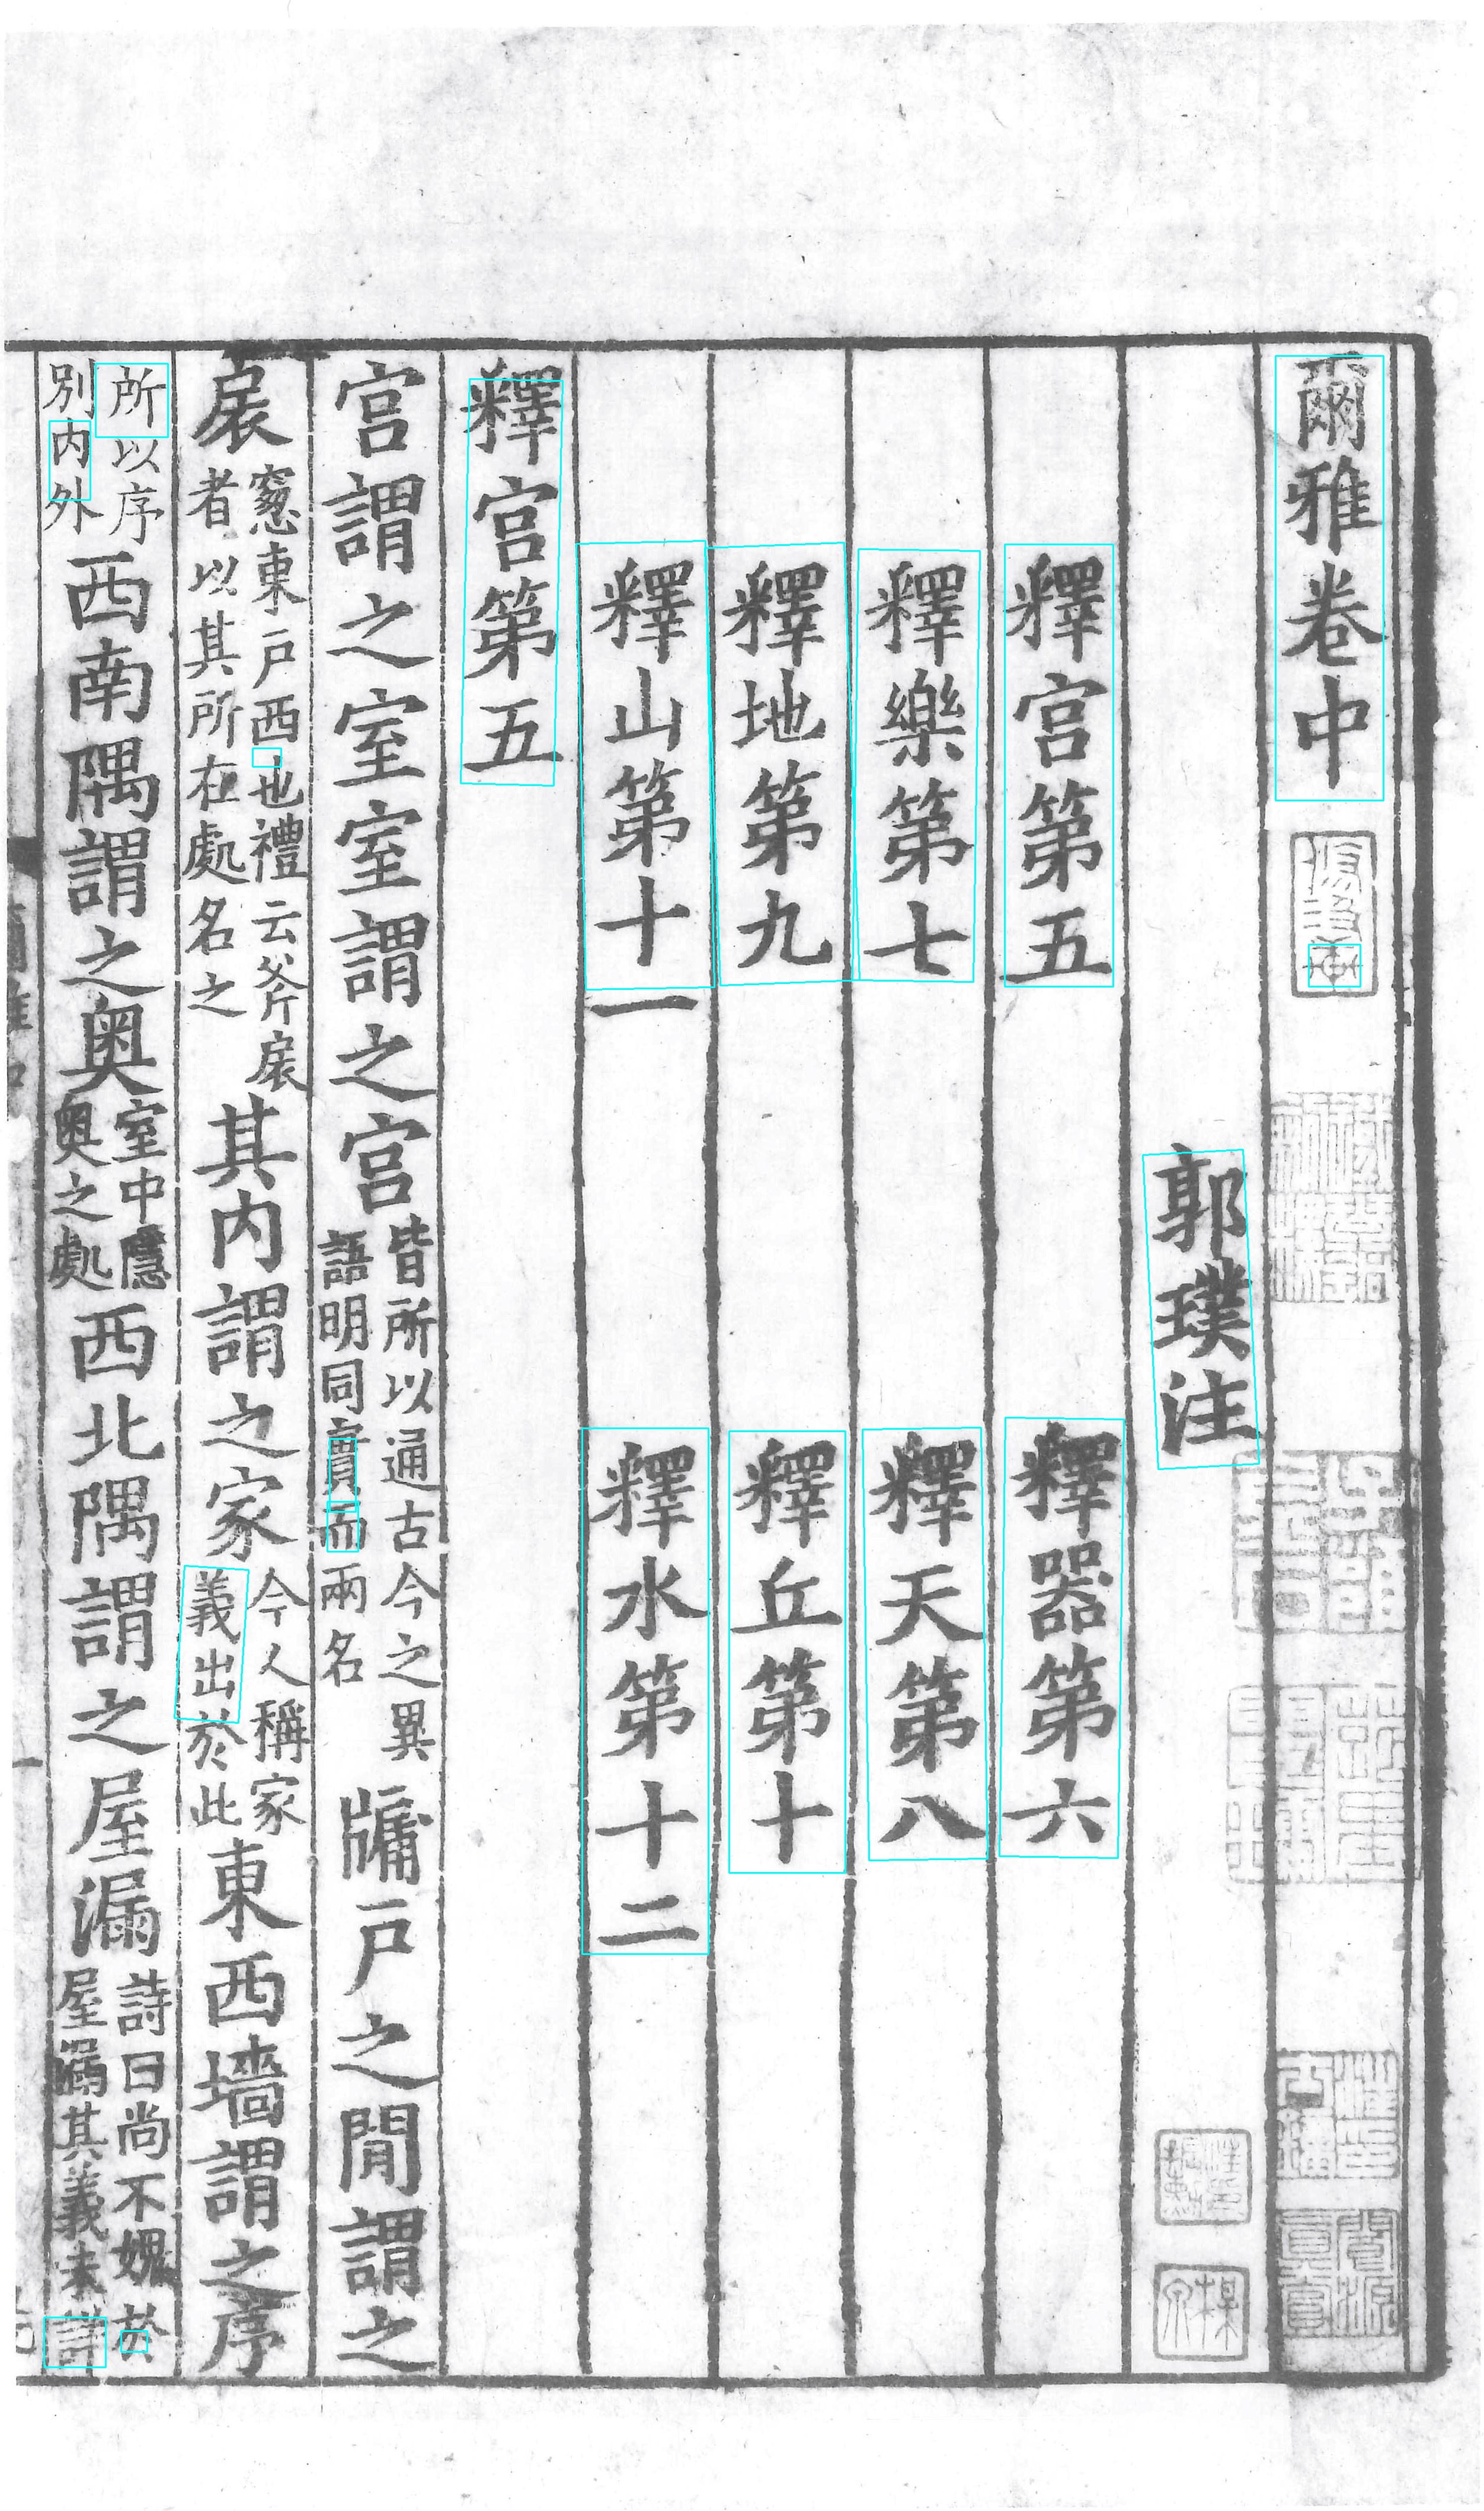 爾雅卷中
郭璞注
釋宮第五
釋器第六
釋樂第七
釋天第八
釋地第九
釋丘第十
釋山第十一
釋水第十二
釋宮第五
宮謂之室室謂之宮
皆所以通古今之異
語明同實而兩名
牖戶之閒謂之
扆
窻東戶西也禮云斧扆
者以其所在處名之
其内謂之家
今人稱家
義出於此
東西墻謂之序
所以序
別内外
西南隅謂之奧
室中隱
奧之處
西北隅謂之屋漏
詩曰尚不媿於
屋漏其義未詳